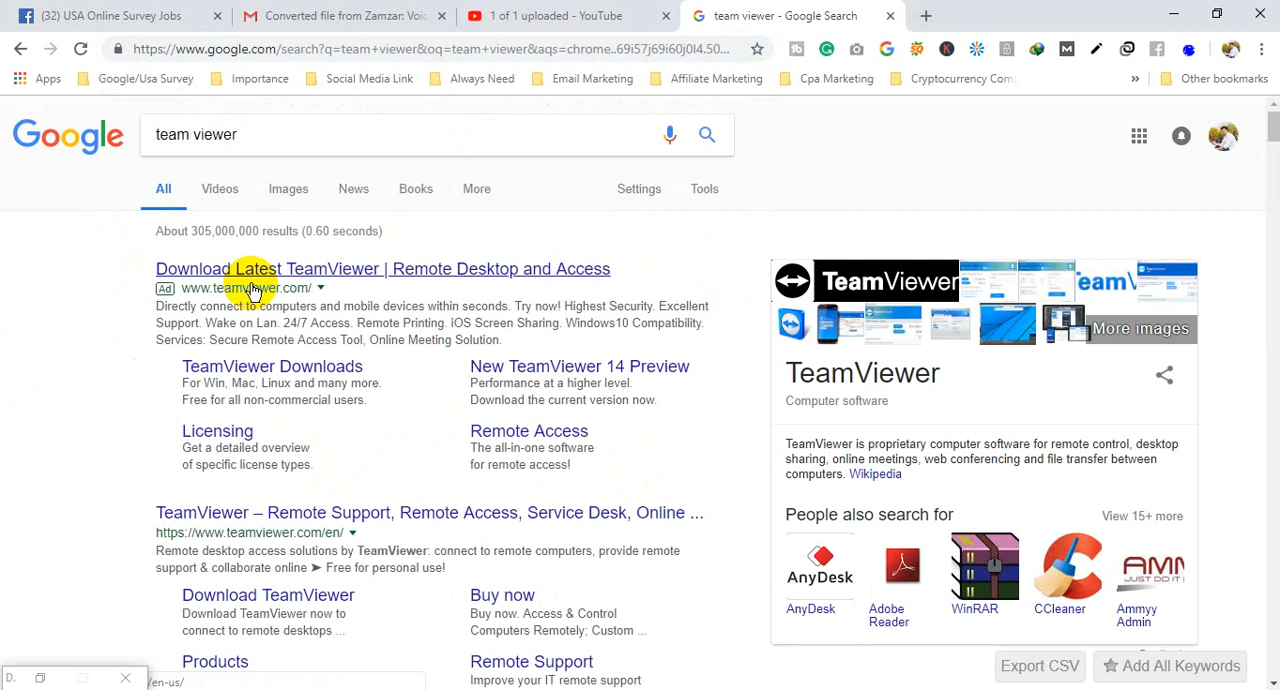 (32) USA Online Survey Jobs
Converted file from Zamzar: Voic
1 of 1 uploaded - YouTube
team viewer - Google Search
https://www.google.com/search?q=team+viewer&oq=team+viewer&aqs=chrome..69i57j69i60j0l4.50...
Apps
Google/Usa Survey
Importance
Social Media Link
Always Need
Email Marketing
Affiliate Marketing
Cpa Marketing
Cryptocurrency Com
Other bookmarks
Google
team viewer
All
Videos
Images
News
Books
More
Settings
Tools
About 305,000,000 results (0.60 seconds)
Download Latest TeamViewer | Remote Desktop and Access
Ad www.teamviewer.com/
Directly connect to computers and remote devices within seconds. Try now! Highest Security. Excellent
Support. Wake on Lan. 24/7 Access. Remote Printing. iOS Screen Sharing. Windows10 Compatibility.
Services: Secure Remote Access Tool, Online Meeting Solution.
TeamViewer Downloads
For Win, Mac, Linux and many more.
Free for all non-commercial users.
New TeamViewer 14 Preview
Performance at a higher level.
Download the current version now.
Licensing
Get a detailed overview
of specific license types.
Remote Access
The all-in-one software
for remote access!
TeamViewer – Remote Support, Remote Access, Service Desk, Online ...
https://www.teamviewer.com/en/
Remote desktop access solutions by TeamViewer: connect to remote computers, provide remote
support & collaborate online ➤ Free for personal use!
Download TeamViewer
Download TeamViewer now to
connect to remote desktops ...
Buy now
Buy now. Access & Control
Computers Remotely; Custom ...
Products
Remote Support
Improve your IT remote support
TeamViewer
More images
TeamViewer
Computer software
TeamViewer is proprietary computer software for remote control, desktop
sharing, online meetings, web conferencing and file transfer between
computers. Wikipedia
People also search for
View 15+ more
AnyDesk
AnyDesk
Adobe
Reader
WinRAR
CCleaner
AMM
JUST DO IT
Ammyy
Admin
Export CSV
Add All Keywords
D.
/en-us/